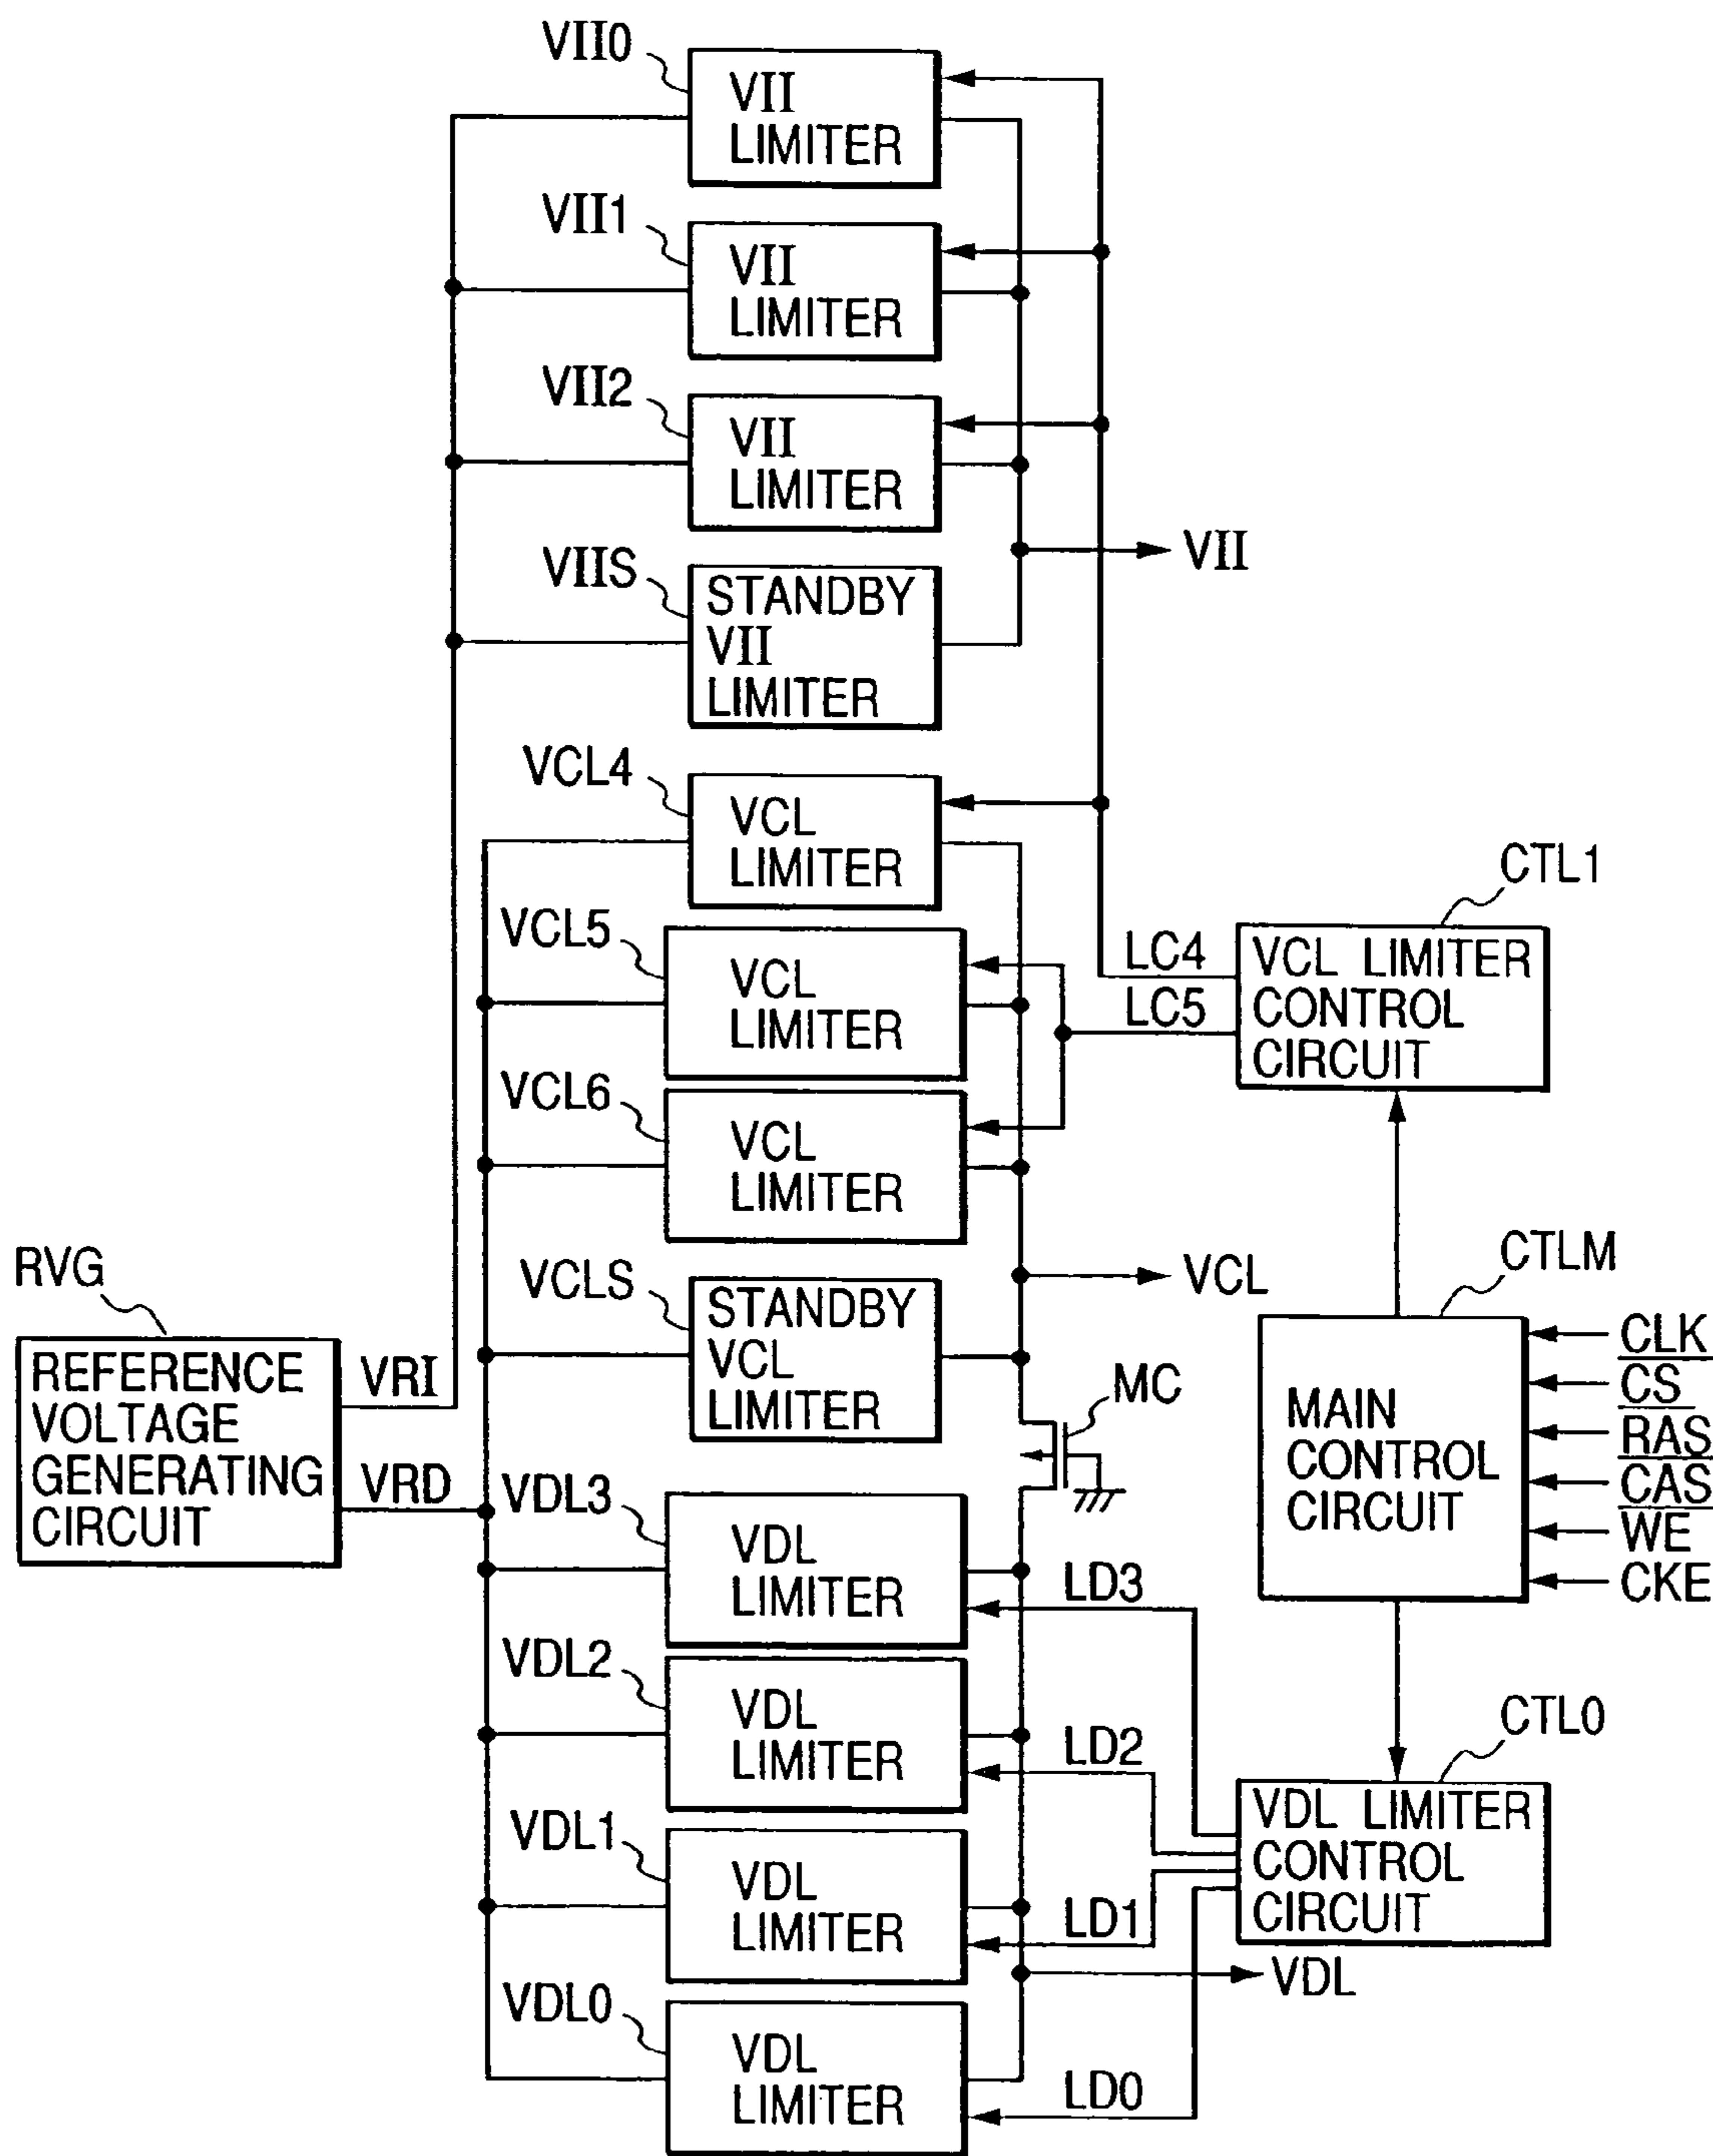 VII0
VII
LIMITER
VII1
VII
LIMITER
VII2
VII
LIMITER
VII
VIIS
STANDBY
VII
LIMITER
VCL4
VCL
LIMITER
CTL1
VCL5
VCL
LIMITER
LC4
LC5
VCL LIMITER
CONTROL
CIRCUIT
VCL6
VCL
LIMITER
RVG
REFERENCE
VOLTAGE
GENERATING
CIRCUIT
VRI
VRD
VCLS
STANDBY
VCL
LIMITER
VCL
MC
CTLM
MAIN
CONTROL
CIRCUIT
CLK
CS
RAS
CAS
WE
CKE
VDL3
VDL
LIMITER
LD3
VDL2
VDL
LIMITER
LD2
CTL0
VDL LIMITER
CONTROL
CIRCUIT
VDL1
VDL
LIMITER
LD1
VDL
VDL0
VDL
LIMITER
LD0